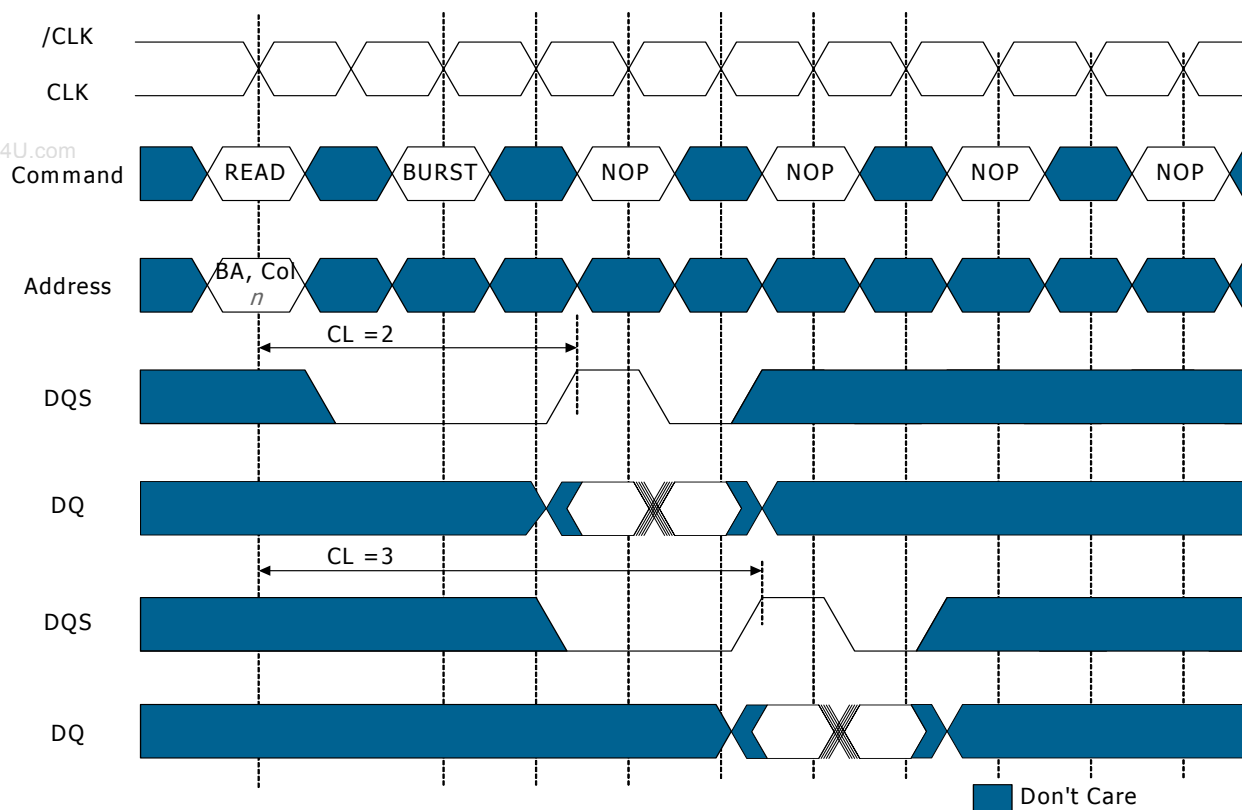 /CLK
CLK
4U.com
Command
READ
BURST
NOP
NOP
NOP
NOP
Address
BA, Col
n
CL =2
DQS
DQ
CL =3
DQS
DQ
Don't Care